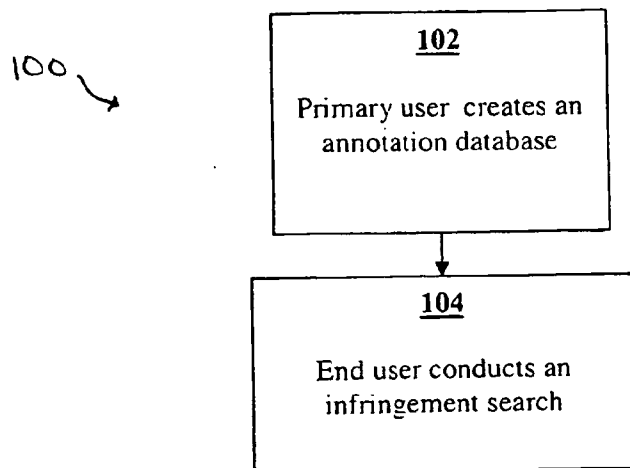 100
102
Primary user creates an
annotation database
104
End user conducts an
infringement search